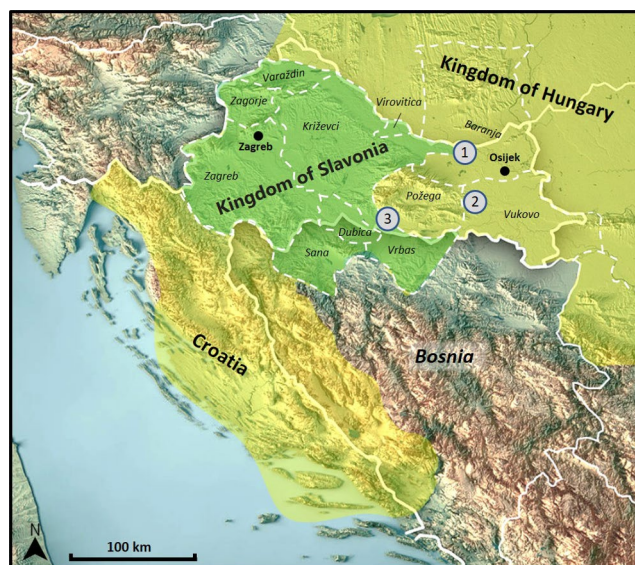 Varaždin
Kingdom of Hungary
Zagorje
Virovitica
Križevci
Baranja
Zagreb
1
Osijek
Kingdom of Slavonia
Zagreb
Požega
2
Vukovo
3
Dubica
Sana
Vrbas
Croatia
Bosnia
N
100 km